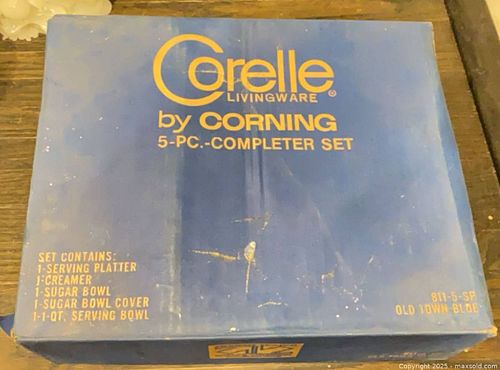 Corelle®
LIVINGWARE
by CORNING
5-PC.-COMPLETER SET
SET CONTAINS:
1-SERVING PLATTER
1-CREAMER
1-SUGAR BOWL
1-SUGAR BOWL COVER
1-1-QT. SERVING BOWL
811-5-SP
OLD TOWN BLUE
Copyright 2025 - maxsold.com